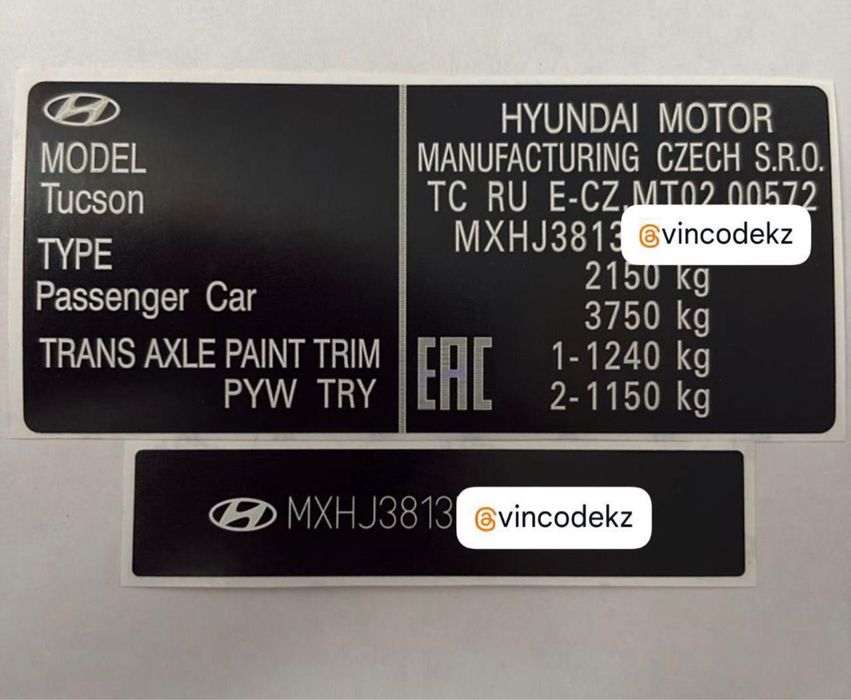 MODEL
Tucson
TYPE
Passenger Car
TRANS AXLE PAINT TRIM
PYW TRY
HYUNDAI MOTOR
MANUFACTURING CZECH S.R.O.
TC RU E-CZ.MT02.00572
MXHJ3813
@vincodekz
2150 kg
3750 kg
EAC
1-1240 kg
2-1150 kg
MXHJ3813
@vincodekz